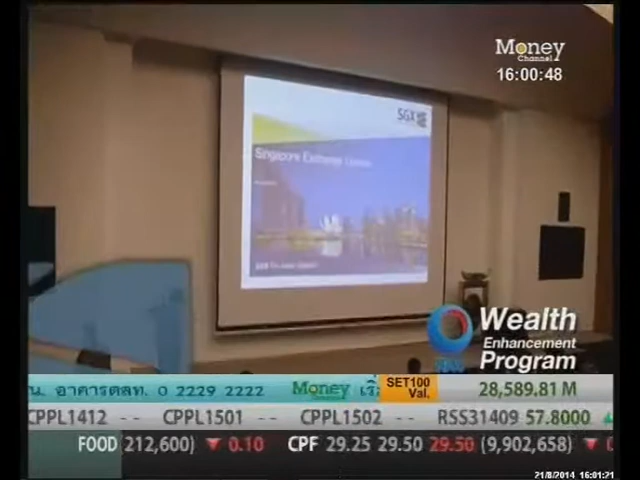 Money
Channel
16:00:48
SGX
Singapore Exchange
Wealth
Enhancement
Program
น. อาคารตลท. 0 2229 2222 Money Channel SET100 Val. 28,589.81 M
CPPL1412 -- CPPL1501 -- CPPL1502 -- RSS31409 57.8000
FOOD (212,600) ▼ 0.10 CPF 29.25 29.50 29.50 (9,902,658) ▼
21/8/2014 16:01:21